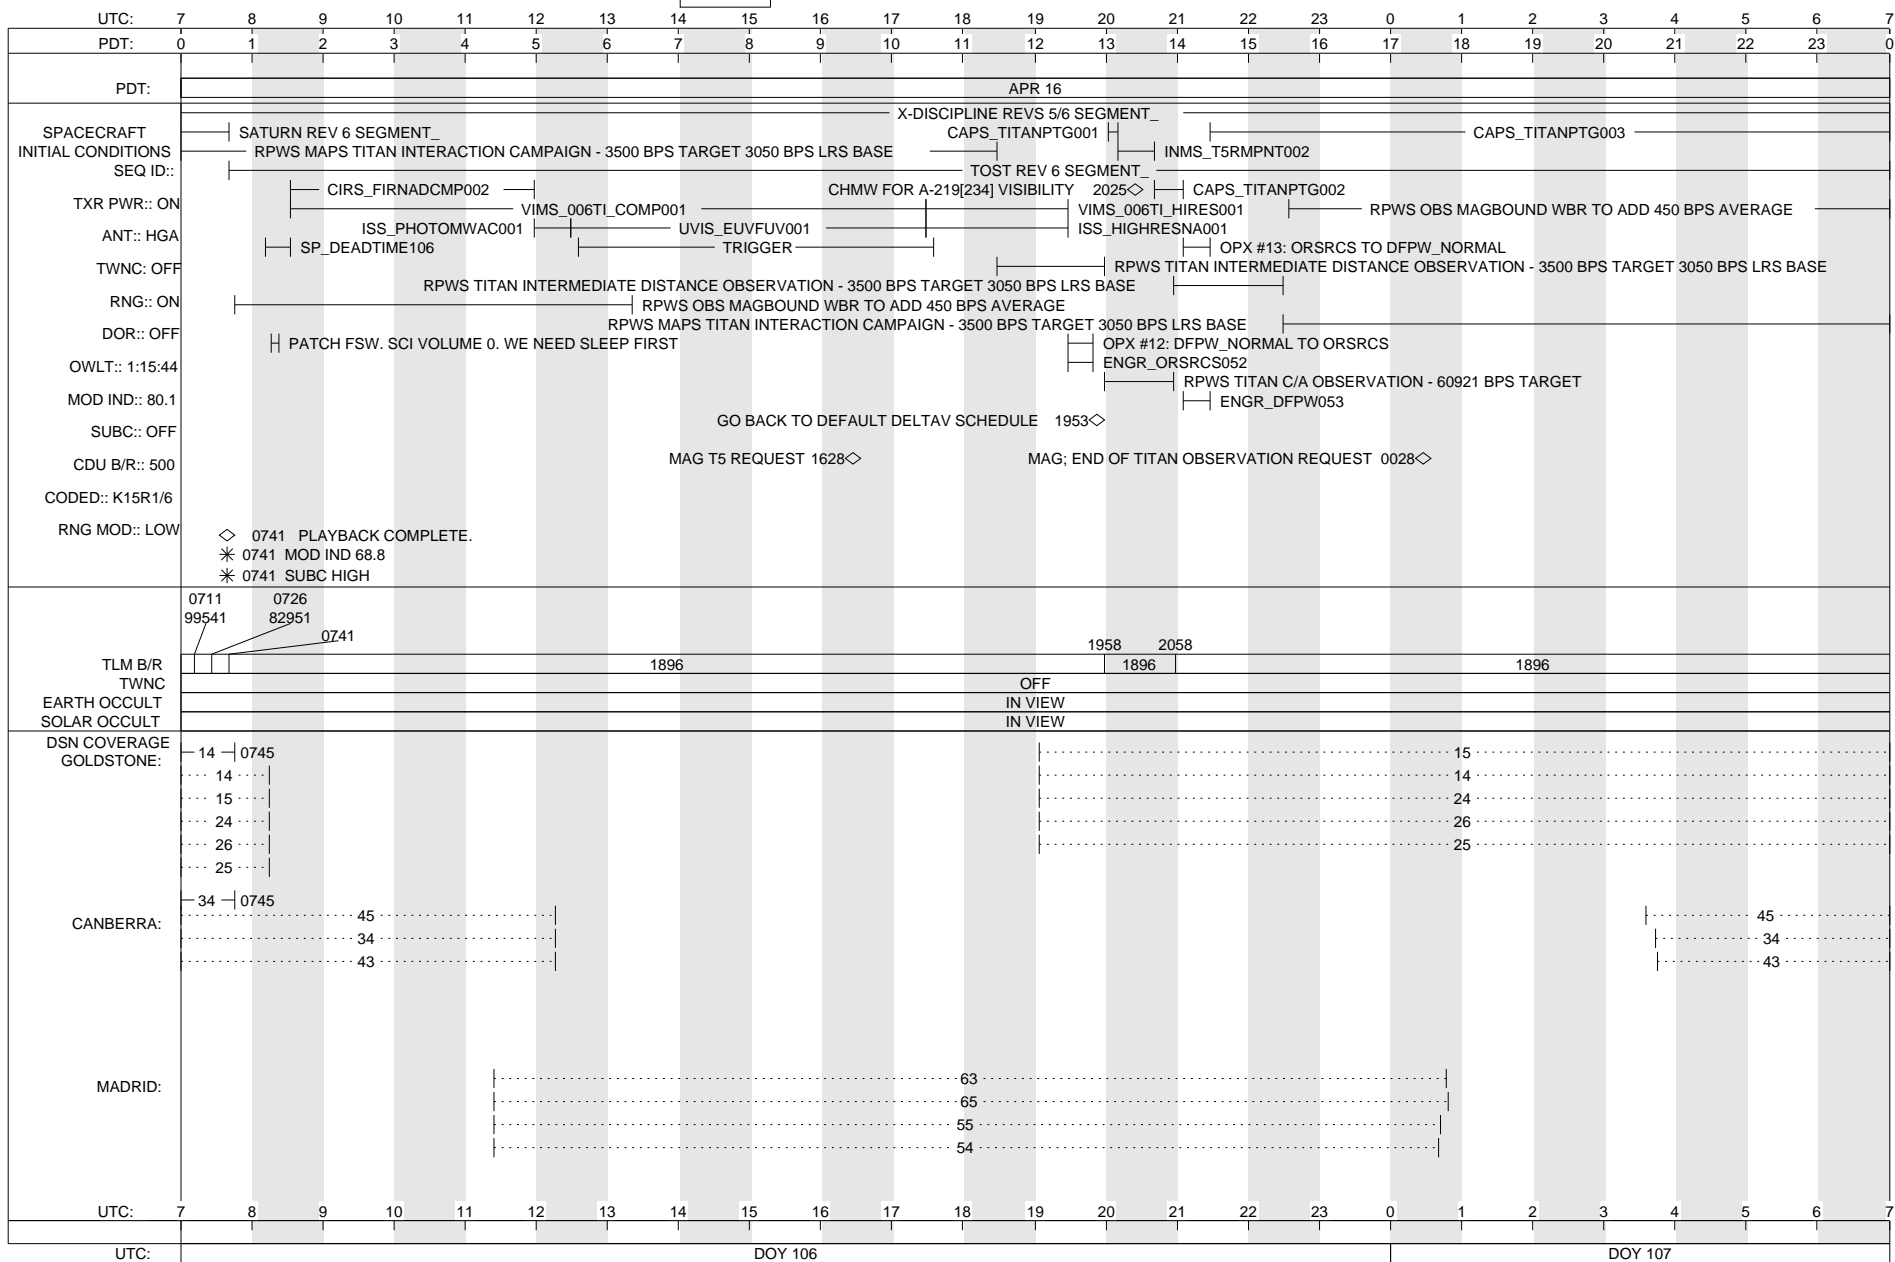 UTC: 7 8 9 10 11 12 13 14 15 16 17 18 19 20 21 22 23 0 1 2 3 4 5 6 7
PDT: 0 1 2 3 4 5 6 7 8 9 10 11 12 13 14 15 16 17 18 19 20 21 22 23 0
PDT: APR 16
X-DISCIPLINE REVS 5/6 SEGMENT_
SPACECRAFT SATURN REV 6 SEGMENT_ CAPS_TITANPTG001 CAPS_TITANPTG003
INITIAL CONDITIONS RPWS MAPS TITAN INTERACTION CAMPAIGN - 3500 BPS TARGET 3050 BPS LRS BASE INMS_T5RMPNT002
SEQ ID:: TOST REV 6 SEGMENT_
CIRS_FIRNADCMP002 CHMW FOR A-219[234] VISIBILITY 2025 CAPS_TITANPTG002
TXR PWR:: ON VIMS_006TI_COMP001 VIMS_006TI_HIRES001 RPWS OBS MAGBOUND WBR TO ADD 450 BPS AVERAGE
ISS_PHOTOMWAC001 UVIS_EUVFUV001 ISS_HIGHRESNA001
ANT:: HGA
SP_DEADTIME106 TRIGGER OPX #13: ORSRCS TO DFPW_NORMAL
TWNC: OFF RPWS TITAN INTERMEDIATE DISTANCE OBSERVATION - 3500 BPS TARGET 3050 BPS LRS BASE
RPWS TITAN INTERMEDIATE DISTANCE OBSERVATION - 3500 BPS TARGET 3050 BPS LRS BASE
RNG:: ON RPWS OBS MAGBOUND WBR TO ADD 450 BPS AVERAGE
RPWS MAPS TITAN INTERACTION CAMPAIGN - 3500 BPS TARGET 3050 BPS LRS BASE
DOR:: OFF
PATCH FSW. SCI VOLUME 0. WE NEED SLEEP FIRST OPX #12: DFPW_NORMAL TO ORSRCS
OWLT:: 1:15:44 ENGR_ORSRCS052
RPWS TITAN C/A OBSERVATION - 60921 BPS TARGET
MOD IND:: 80.1 ENGR_DFPW053
GO BACK TO DEFAULT DELTAV SCHEDULE 1953
SUBC:: OFF
CDU B/R:: 500 MAG T5 REQUEST 1628 MAG; END OF TITAN OBSERVATION REQUEST 0028
CODED:: K15R1/6
RNG MOD:: LOW
0741 PLAYBACK COMPLETE.
0741 MOD IND 68.8
0741 SUBC HIGH
0711 0726
99541 82951
0741
1958 2058
TLM B/R 1896 1896 1896
TWNC OFF
EARTH OCCULT IN VIEW
SOLAR OCCULT IN VIEW
DSN COVERAGE
GOLDSTONE:
14 0745 15
14 14
15 24
24 26
26 25
25
34 0745
CANBERRA:
45 45
34 34
43 43
MADRID:
63
65
55
54
UTC: 7 8 9 10 11 12 13 14 15 16 17 18 19 20 21 22 23 0 1 2 3 4 5 6 7
UTC: DOY 106 DOY 107